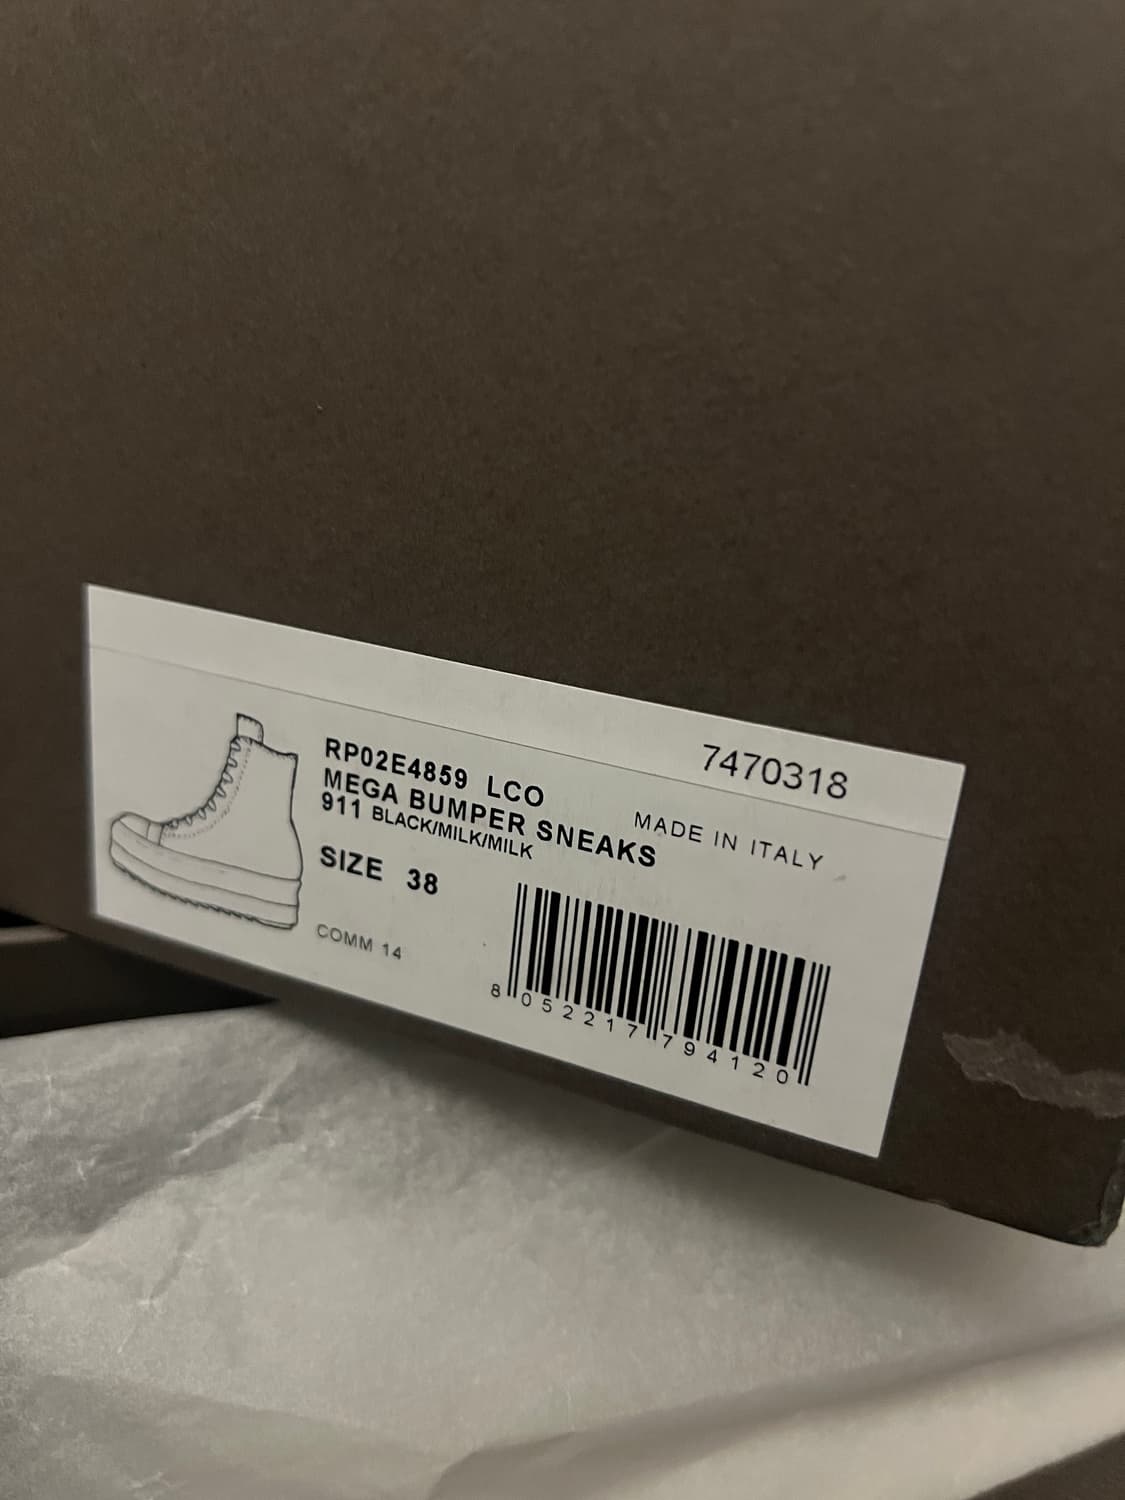 7470318
RP02E4859 LCO
MEGA BUMPER SNEAKS
911 BLACK/MILK/MILK
MADE IN ITALY
SIZE 38
COMM 14
8 052217 794120